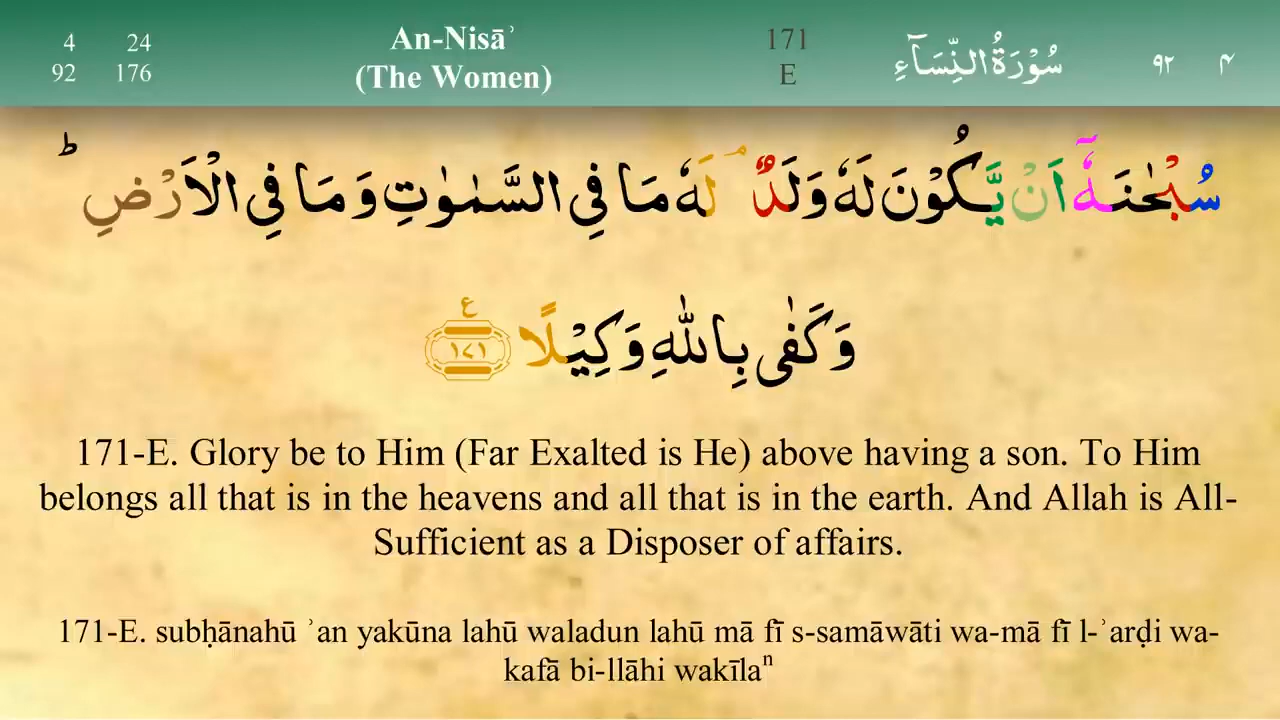 4 24 An-Nisāʾ 171 سُوْرَةُ النِّسَآءِ ٩٢ ٤
92 176 (The Women) E
سُبْحٰنَهٗٓ اَنْ يَّكُوْنَ لَهٗ وَلَدٌ ۘ لَهٗ مَا فِي السَّمٰوٰتِ وَمَا فِي الْاَرْضِ ؕ
وَكَفٰى بِاللّٰهِ وَكِيْلًا ۧ ١٧١
171-E. Glory be to Him (Far Exalted is He) above having a son. To Him
belongs all that is in the heavens and all that is in the earth. And Allah is All-
Sufficient as a Disposer of affairs.
171-E. subḥānahū ʾan yakūna lahū waladun lahū mā fī s-samāwāti wa-mā fī l-ʾarḍi wa-
kafā bi-llāhi wakīlaⁿ